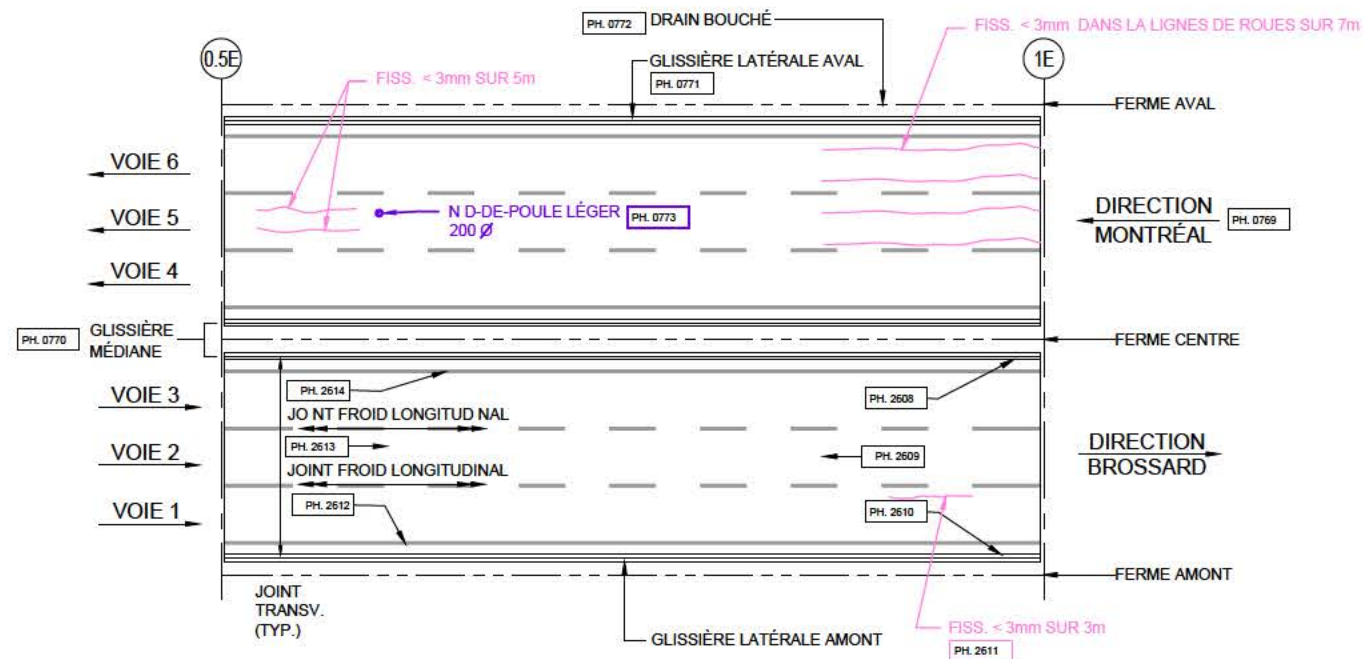 PH. 0772 DRAIN BOUCHÉ
FISS. < 3mm DANS LA LIGNES DE ROUES SUR 7m
0.5E
GLISSIÈRE LATÉRALE AVAL
1E
FISS. < 3mm SUR 5m
PH. 0771
FERME AVAL
VOIE 6
VOIE 5
N D-DE-POULE LÉGER PH. 0773
200 Ø
DIRECTION
MONTRÉAL
PH. 0769
VOIE 4
PH. 0770
GLISSIÈRE
MÉDIANE
FERME CENTRE
PH. 2614
PH. 2608
VOIE 3
JO NT FROID LONGITUD NAL
PH. 2613
VOIE 2
PH. 2609
DIRECTION
BROSSARD
JOINT FROID LONGITUDINAL
VOIE 1
PH. 2612
PH. 2610
FERME AMONT
JOINT
TRANSV.
(TYP.)
GLISSIÈRE LATÉRALE AMONT
FISS. < 3mm SUR 3m
PH. 2611